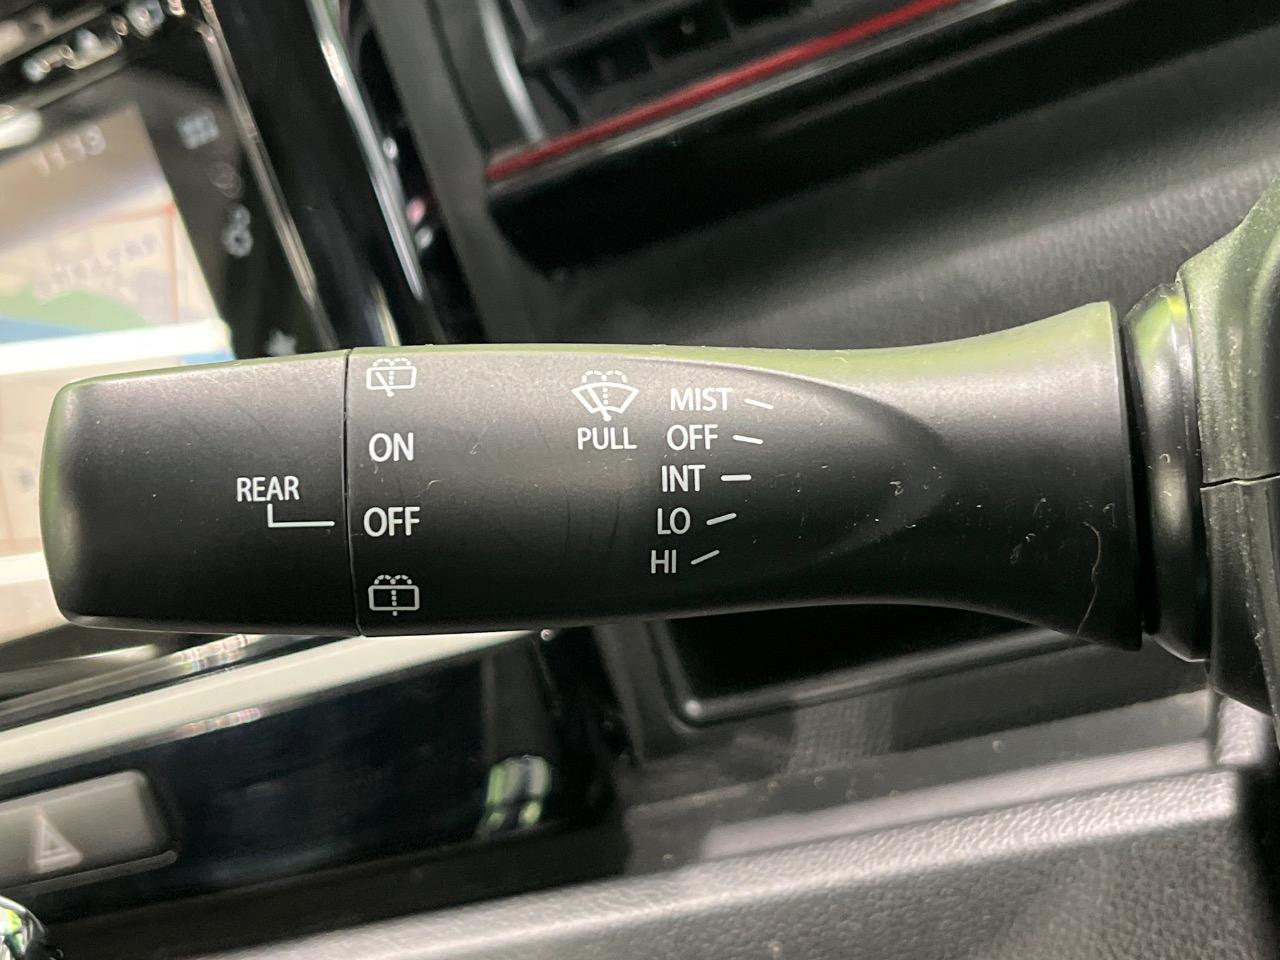 MIST
PULL
OFF
ON
INT
REAR
LO
OFF
HI